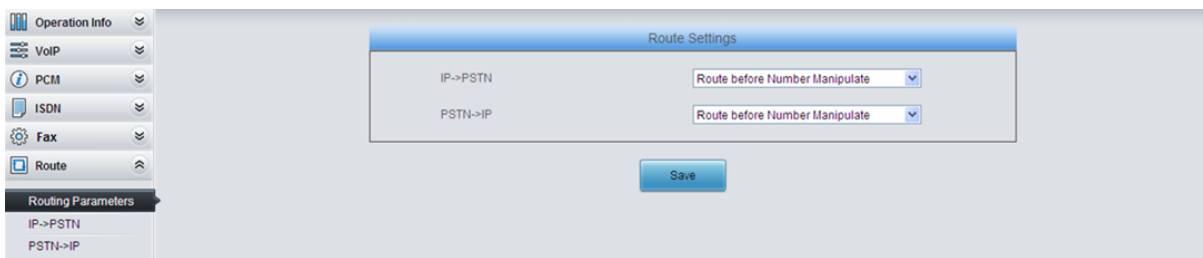 Operation Info
VoIP
PCM
ISDN
Fax
Route
Routing Parameters
IP->PSTN
PSTN->IP
Route Settings
IP->PSTN Route before Number Manipulate
PSTN->IP Route before Number Manipulate
Save